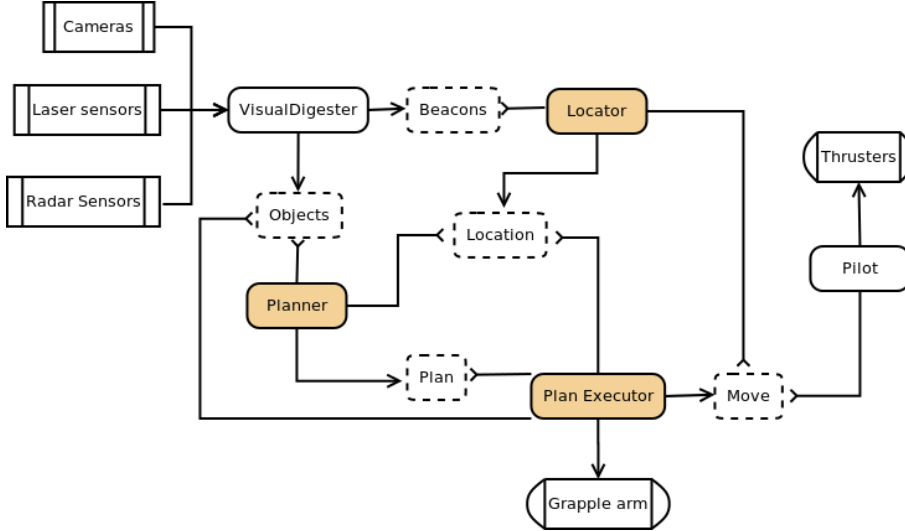 Cameras
Laser sensors
VisualDigester
Beacons
Locator
Thrusters
Radar Sensors
Objects
Location
Pilot
Planner
Plan
Plan Executor
Move
Grapple arm